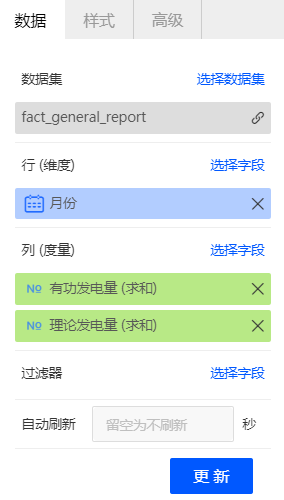 数据 样式 高级
数据集 选择数据集
fact_general_report
行 (维度) 选择字段
月份
列 (度量) 选择字段
No 有功发电量 (求和)
No 理论发电量 (求和)
过滤器 选择字段
自动刷新 留空为不刷新 秒
更 新